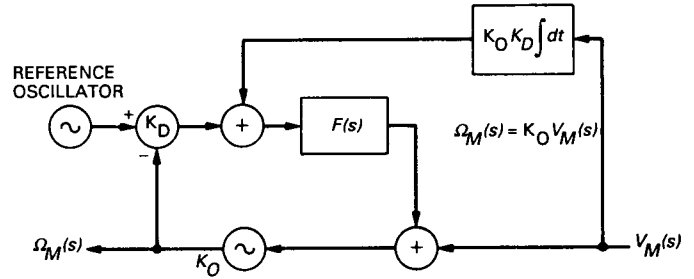 K_O K_D ∫ dt
REFERENCE
OSCILLATOR
+
K_D
+
F(s)
Ω_M(s) = K_O V_M(s)
−
Ω_M(s)
K_O
+
V_M(s)